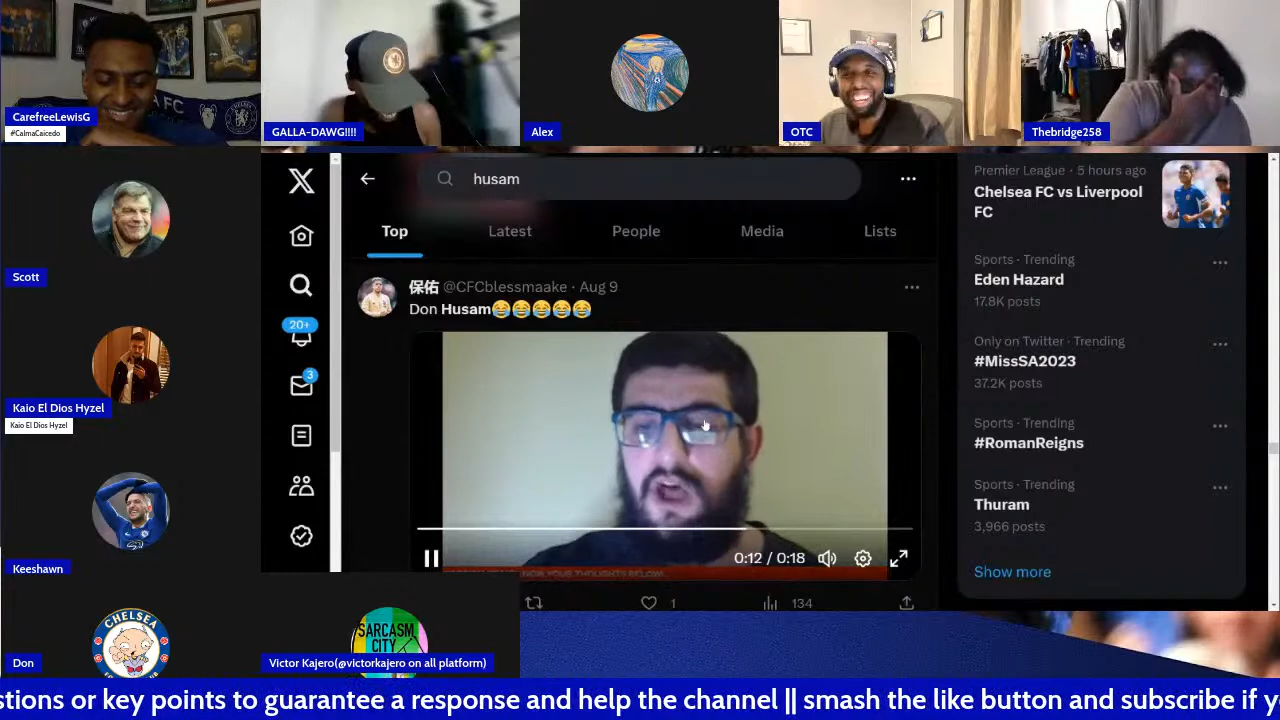 CarefreeLewisG
#CalmaCaicedo
GALLA-DAWG!!!!
Alex
OTC
Thebridge258
Scott
Kaio El Dios Hyzel
Kaio El Dios Hyzel
Keeshawn
Don
Victor Kajero(@victorkajero on all platform)
CHELSEA
SARCASM
CITY
20+
3
husam
Top
Latest
People
Media
Lists
保佑 @CFCblessmaake · Aug 9
Don Husam😂😂😂😂😂
0:12 / 0:18
1
134
Premier League · 5 hours ago
Chelsea FC vs Liverpool
FC
Sports · Trending
Eden Hazard
17.8K posts
Only on Twitter · Trending
#MissSA2023
37.2K posts
Sports · Trending
#RomanReigns
Sports · Trending
Thuram
3,966 posts
Show more
stions or key points to guarantee a response and help the channel || smash the like button and subscribe if y